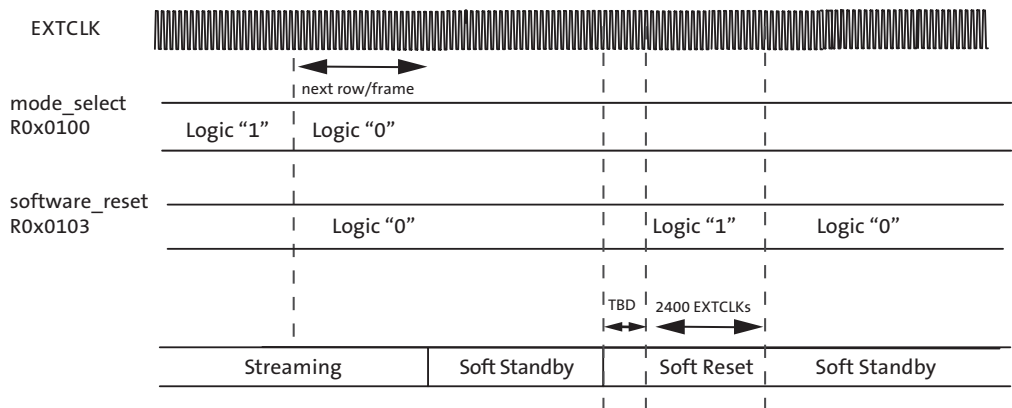 EXTCLK
next row/frame
mode_select
R0x0100
Logic “1” Logic “0”
software_reset
R0x0103
Logic “0” Logic “1” Logic “0”
TBD 2400 EXTCLKs
Streaming Soft Standby Soft Reset Soft Standby